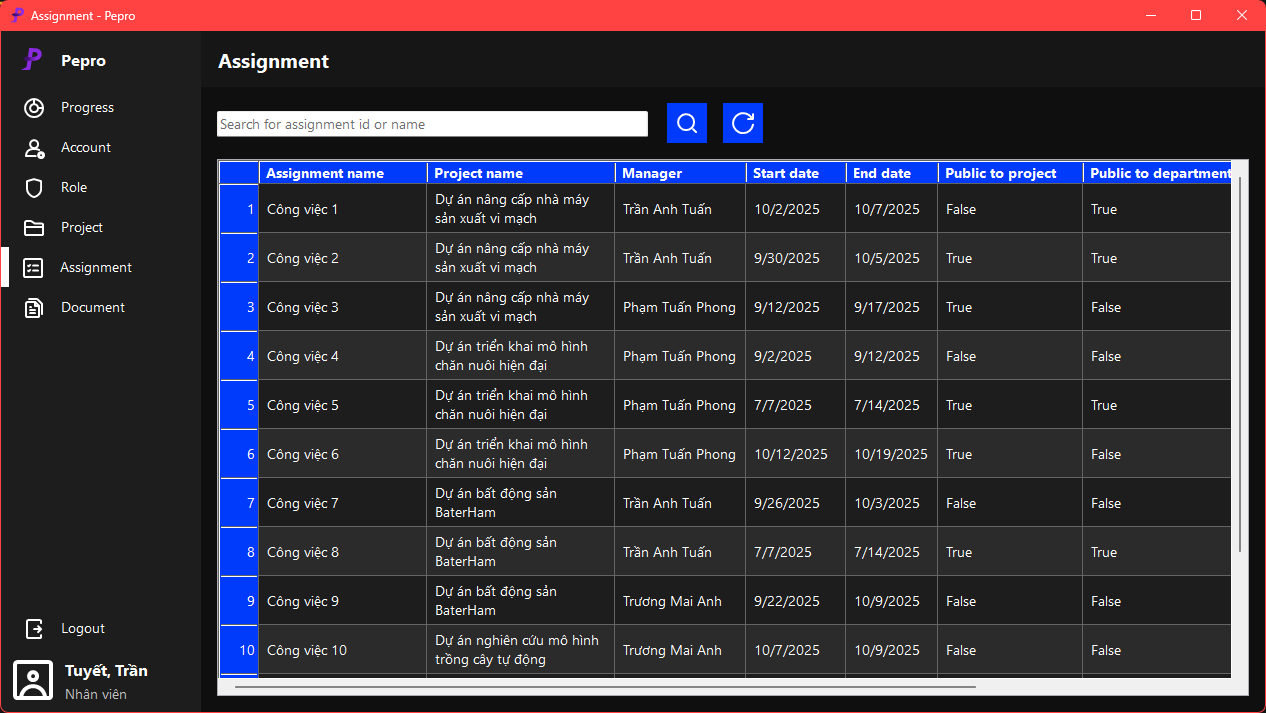 Assignment - Pepro
Pepro
Progress
Account
Role
Project
Assignment
Document
Logout
Tuyết, Trần
Nhân viên
Assignment
Search for assignment id or name
Assignment name Project name Manager Start date End date Public to project Public to department
1 Công việc 1 Dự án nâng cấp nhà máy sản xuất vi mạch Trần Anh Tuấn 10/2/2025 10/7/2025 False True
2 Công việc 2 Dự án nâng cấp nhà máy sản xuất vi mạch Trần Anh Tuấn 9/30/2025 10/5/2025 True True
3 Công việc 3 Dự án nâng cấp nhà máy sản xuất vi mạch Phạm Tuấn Phong 9/12/2025 9/17/2025 True False
4 Công việc 4 Dự án triển khai mô hình chăn nuôi hiện đại Phạm Tuấn Phong 9/2/2025 9/12/2025 False False
5 Công việc 5 Dự án triển khai mô hình chăn nuôi hiện đại Phạm Tuấn Phong 7/7/2025 7/14/2025 True True
6 Công việc 6 Dự án triển khai mô hình chăn nuôi hiện đại Phạm Tuấn Phong 10/12/2025 10/19/2025 True False
7 Công việc 7 Dự án bất động sản BaterHam Trần Anh Tuấn 9/26/2025 10/3/2025 False False
8 Công việc 8 Dự án bất động sản BaterHam Trần Anh Tuấn 7/7/2025 7/14/2025 True True
9 Công việc 9 Dự án bất động sản BaterHam Trương Mai Anh 9/22/2025 10/9/2025 False False
10 Công việc 10 Dự án nghiên cứu mô hình trồng cây tự động Trương Mai Anh 10/7/2025 10/9/2025 False False